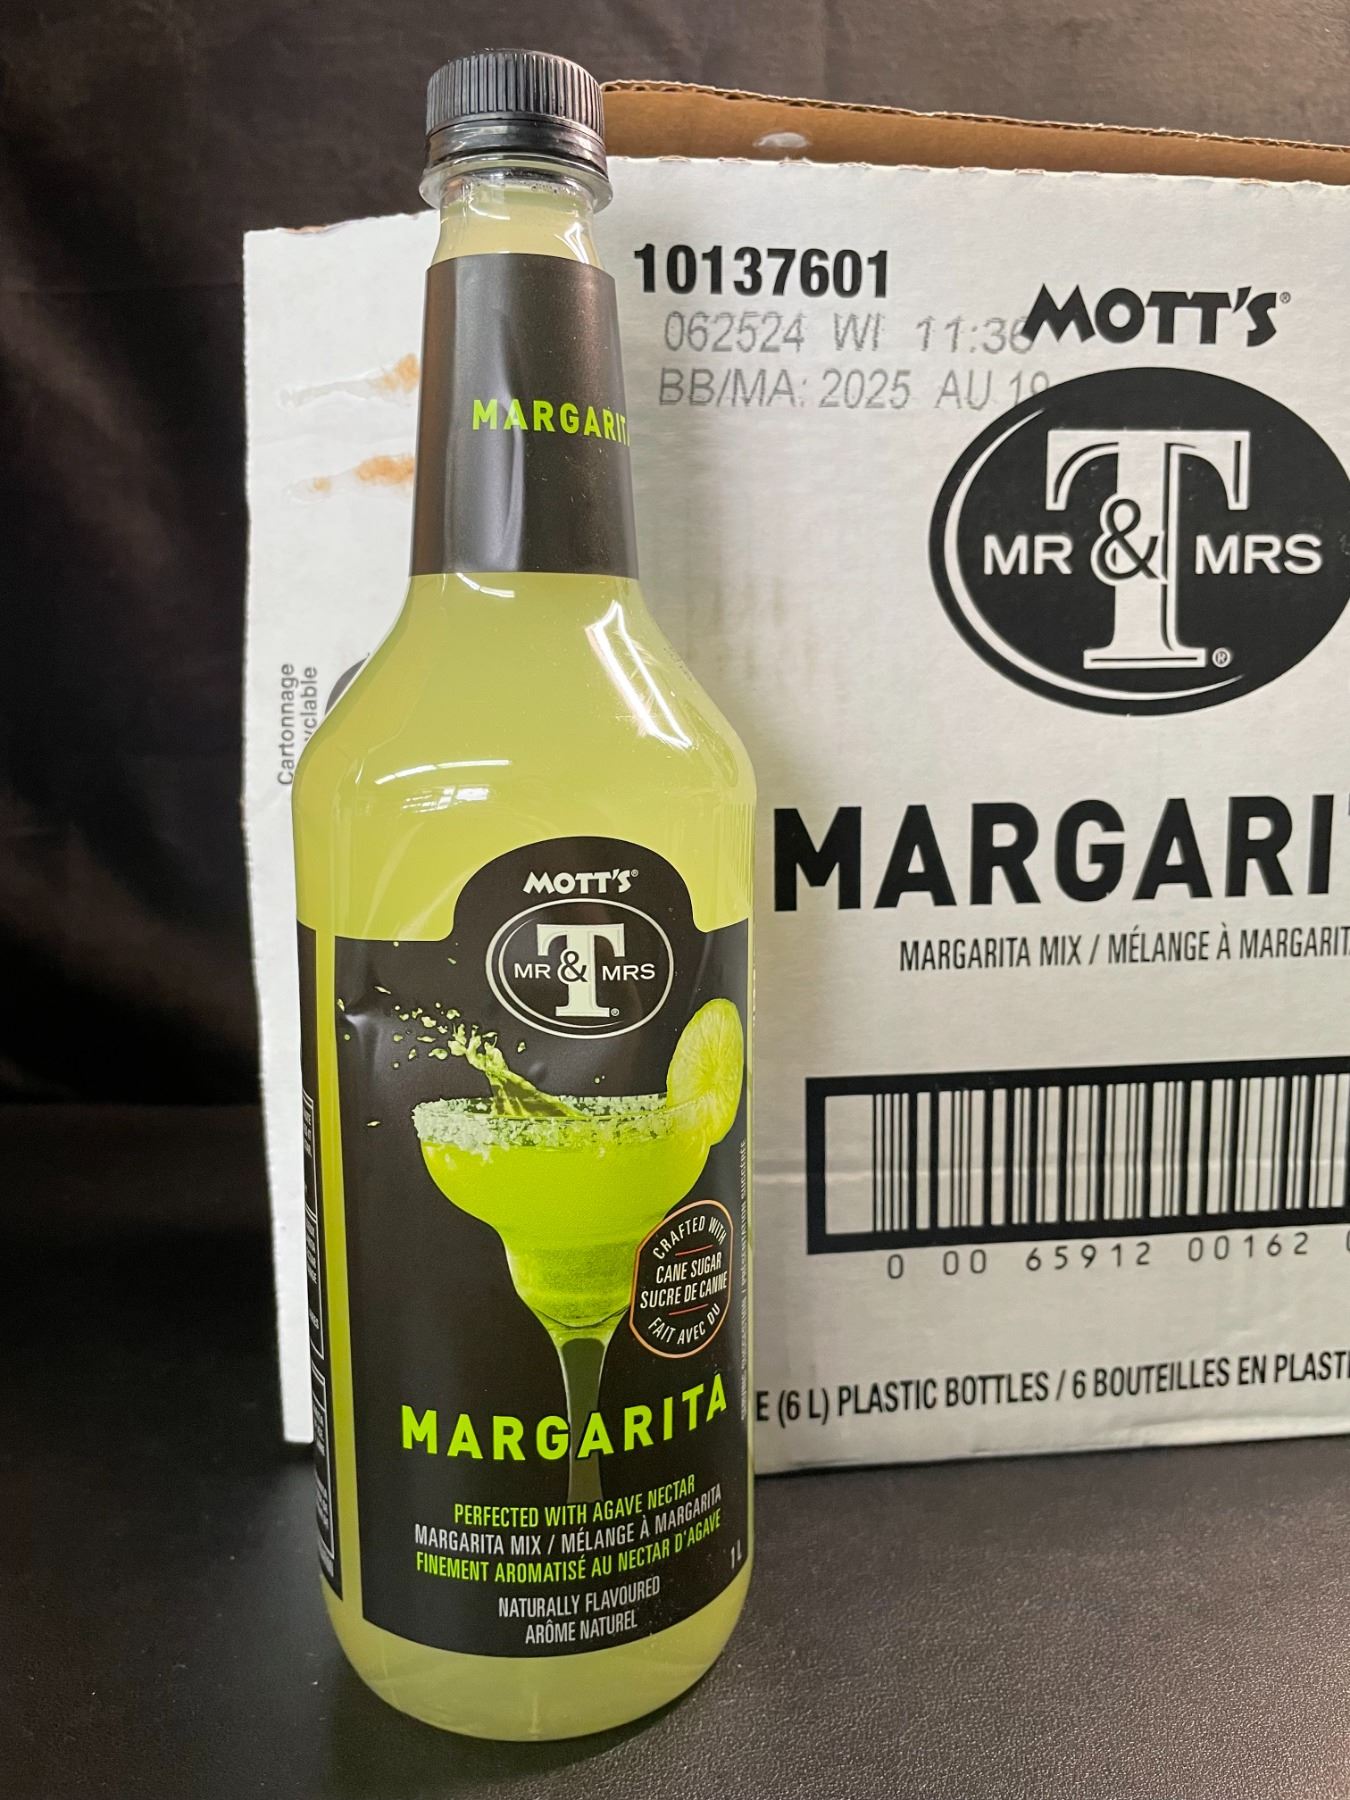 10137601
062524 WI 11:36
BB/MA: 2025 AU 19
MOTT'S®
MR & MRS
T®
MARGARIT
MARGARITA MIX / MÉLANGE À MARGARIT
0 00 65912 00162
E (6 L) PLASTIC BOTTLES / 6 BOUTEILLES EN PLASTI
Cartonnage
yclable
MARGARIT
MOTT'S®
MR & MRS
T®
CRAFTED WITH
CANE SUGAR
SUCRE DE CANNE
FAIT AVEC DU
MARGARITA
PERFECTED WITH AGAVE NECTAR
MARGARITA MIX / MÉLANGE À MARGARITA
FINEMENT AROMATISÉ AU NECTAR D'AGAVE
1 L
NATURALLY FLAVOURED
ARÔME NATUREL